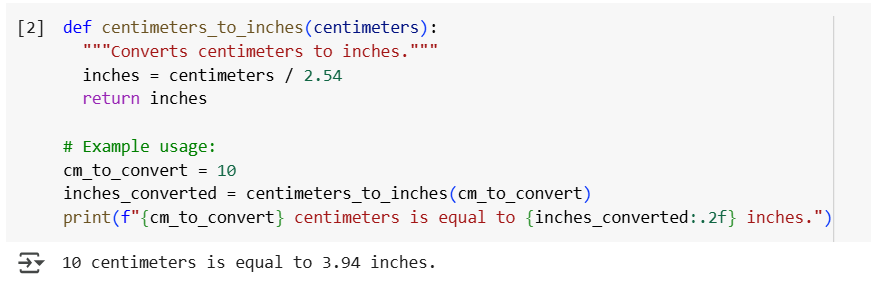 [2] def centimeters_to_inches(centimeters):
"""Converts centimeters to inches."""
inches = centimeters / 2.54
return inches
# Example usage:
cm_to_convert = 10
inches_converted = centimeters_to_inches(cm_to_convert)
print(f"{cm_to_convert} centimeters is equal to {inches_converted:.2f} inches.")
10 centimeters is equal to 3.94 inches.